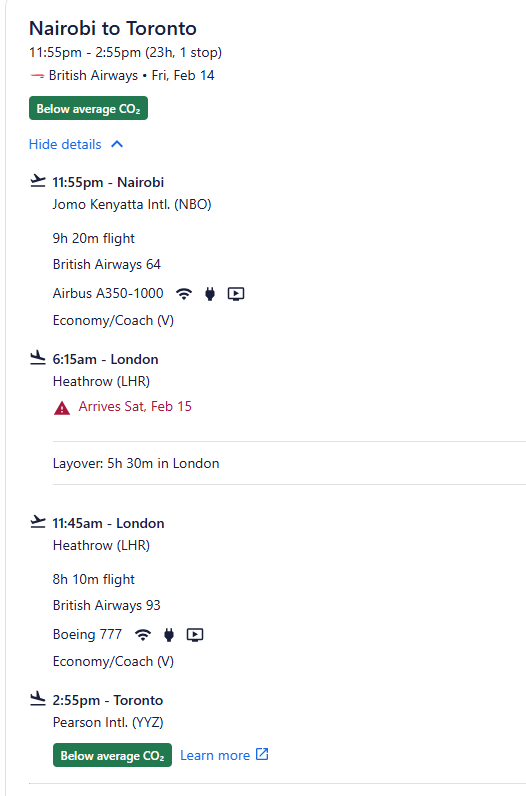 Nairobi to Toronto
11:55pm - 2:55pm (23h, 1 stop)
British Airways • Fri, Feb 14
Below average CO₂
Hide details
11:55pm - Nairobi
Jomo Kenyatta Intl. (NBO)
9h 20m flight
British Airways 64
Airbus A350-1000
Economy/Coach (V)
6:15am - London
Heathrow (LHR)
Arrives Sat, Feb 15
Layover: 5h 30m in London
11:45am - London
Heathrow (LHR)
8h 10m flight
British Airways 93
Boeing 777
Economy/Coach (V)
2:55pm - Toronto
Pearson Intl. (YYZ)
Below average CO₂ Learn more